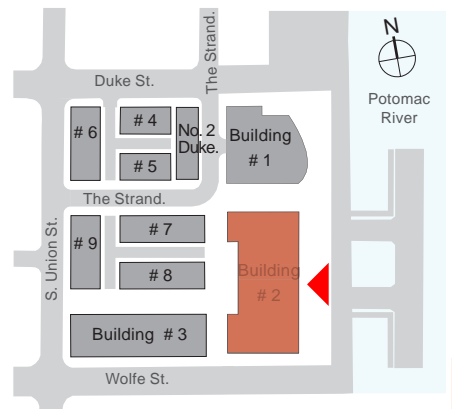 N
The Strand.
Duke St.
Potomac
River
# 6
# 4
No. 2
Duke.
Building
# 1
# 5
The Strand.
S. Union St.
# 9
# 7
# 8
Building
# 2
Building # 3
Wolfe St.